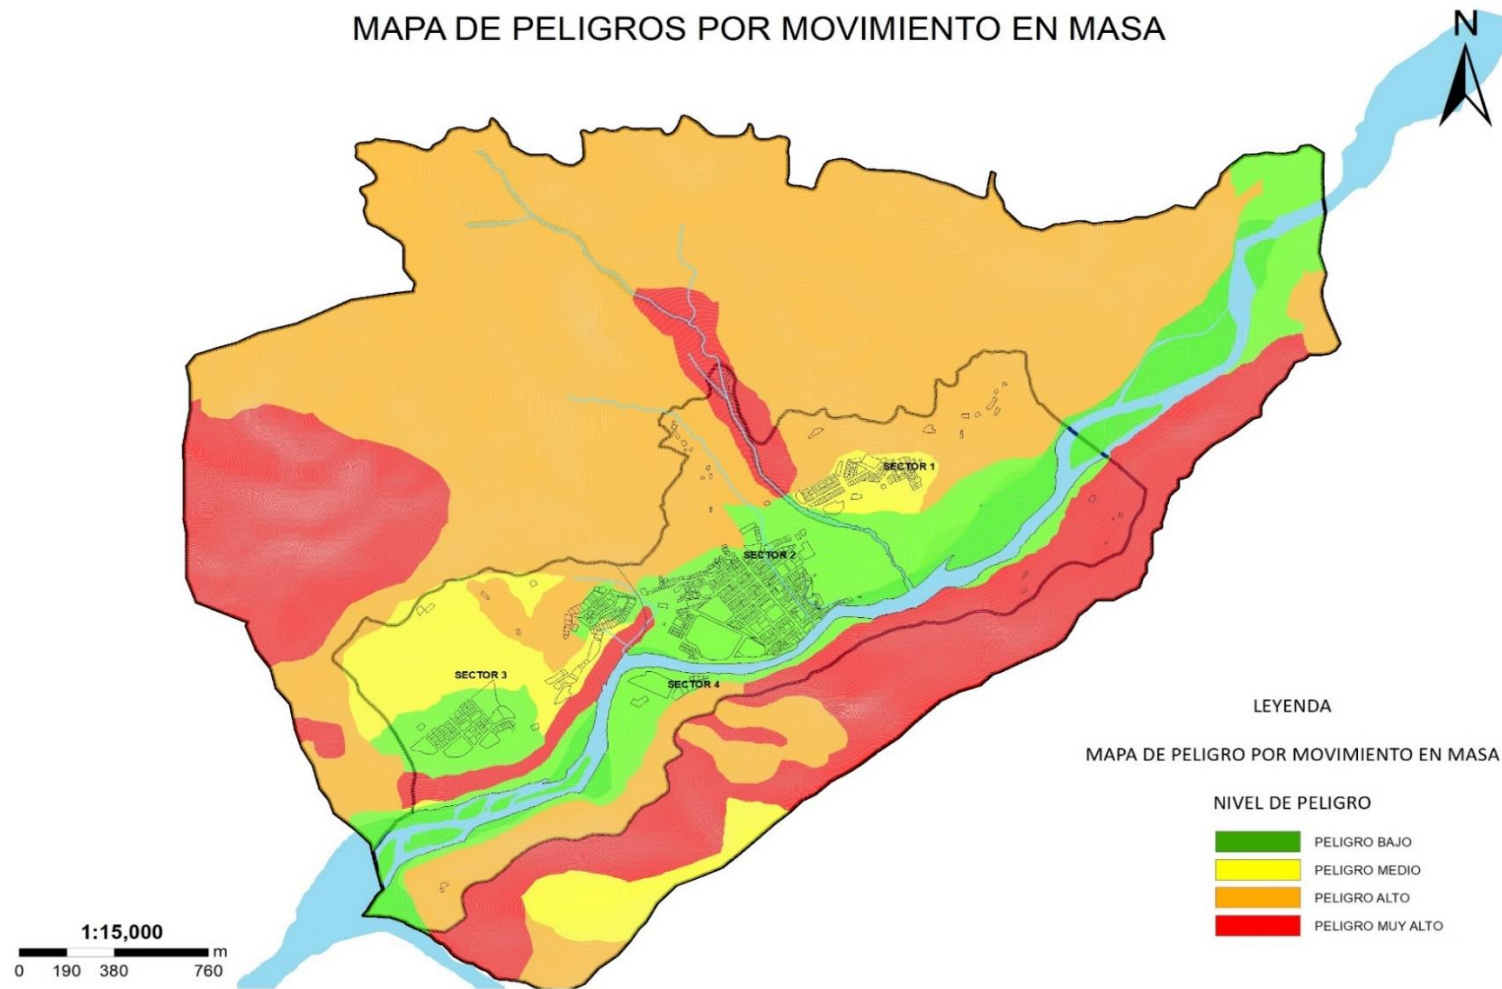 MAPA DE PELIGROS POR MOVIMIENTO EN MASA
N
SECTOR 1
SECTOR 2
SECTOR 3
SECTOR 4
LEYENDA
MAPA DE PELIGRO POR MOVIMIENTO EN MASA
NIVEL DE PELIGRO
PELIGRO BAJO
PELIGRO MEDIO
PELIGRO ALTO
PELIGRO MUY ALTO
1:15,000
m
0 190 380 760